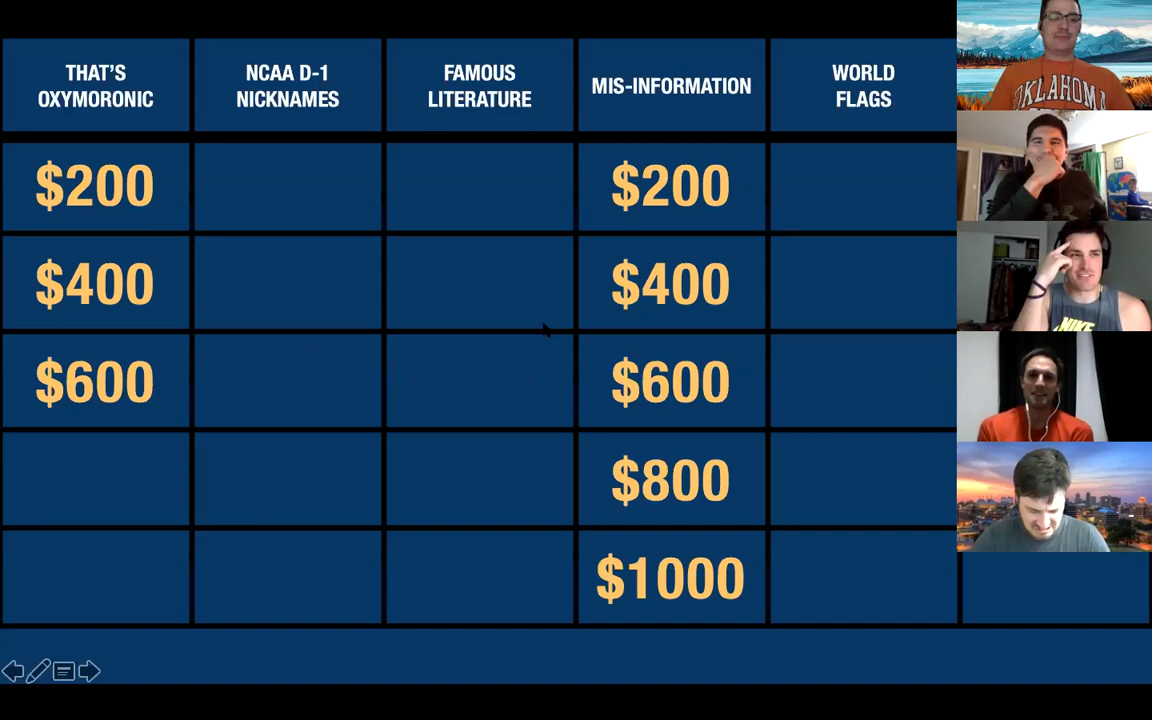 THAT'S
OXYMORONIC
NCAA D-1
NICKNAMES
FAMOUS
LITERATURE
MIS-INFORMATION
WORLD
FLAGS
$200
$200
$400
$400
$600
$600
$800
$1000
OKLAHOMA
NIKE